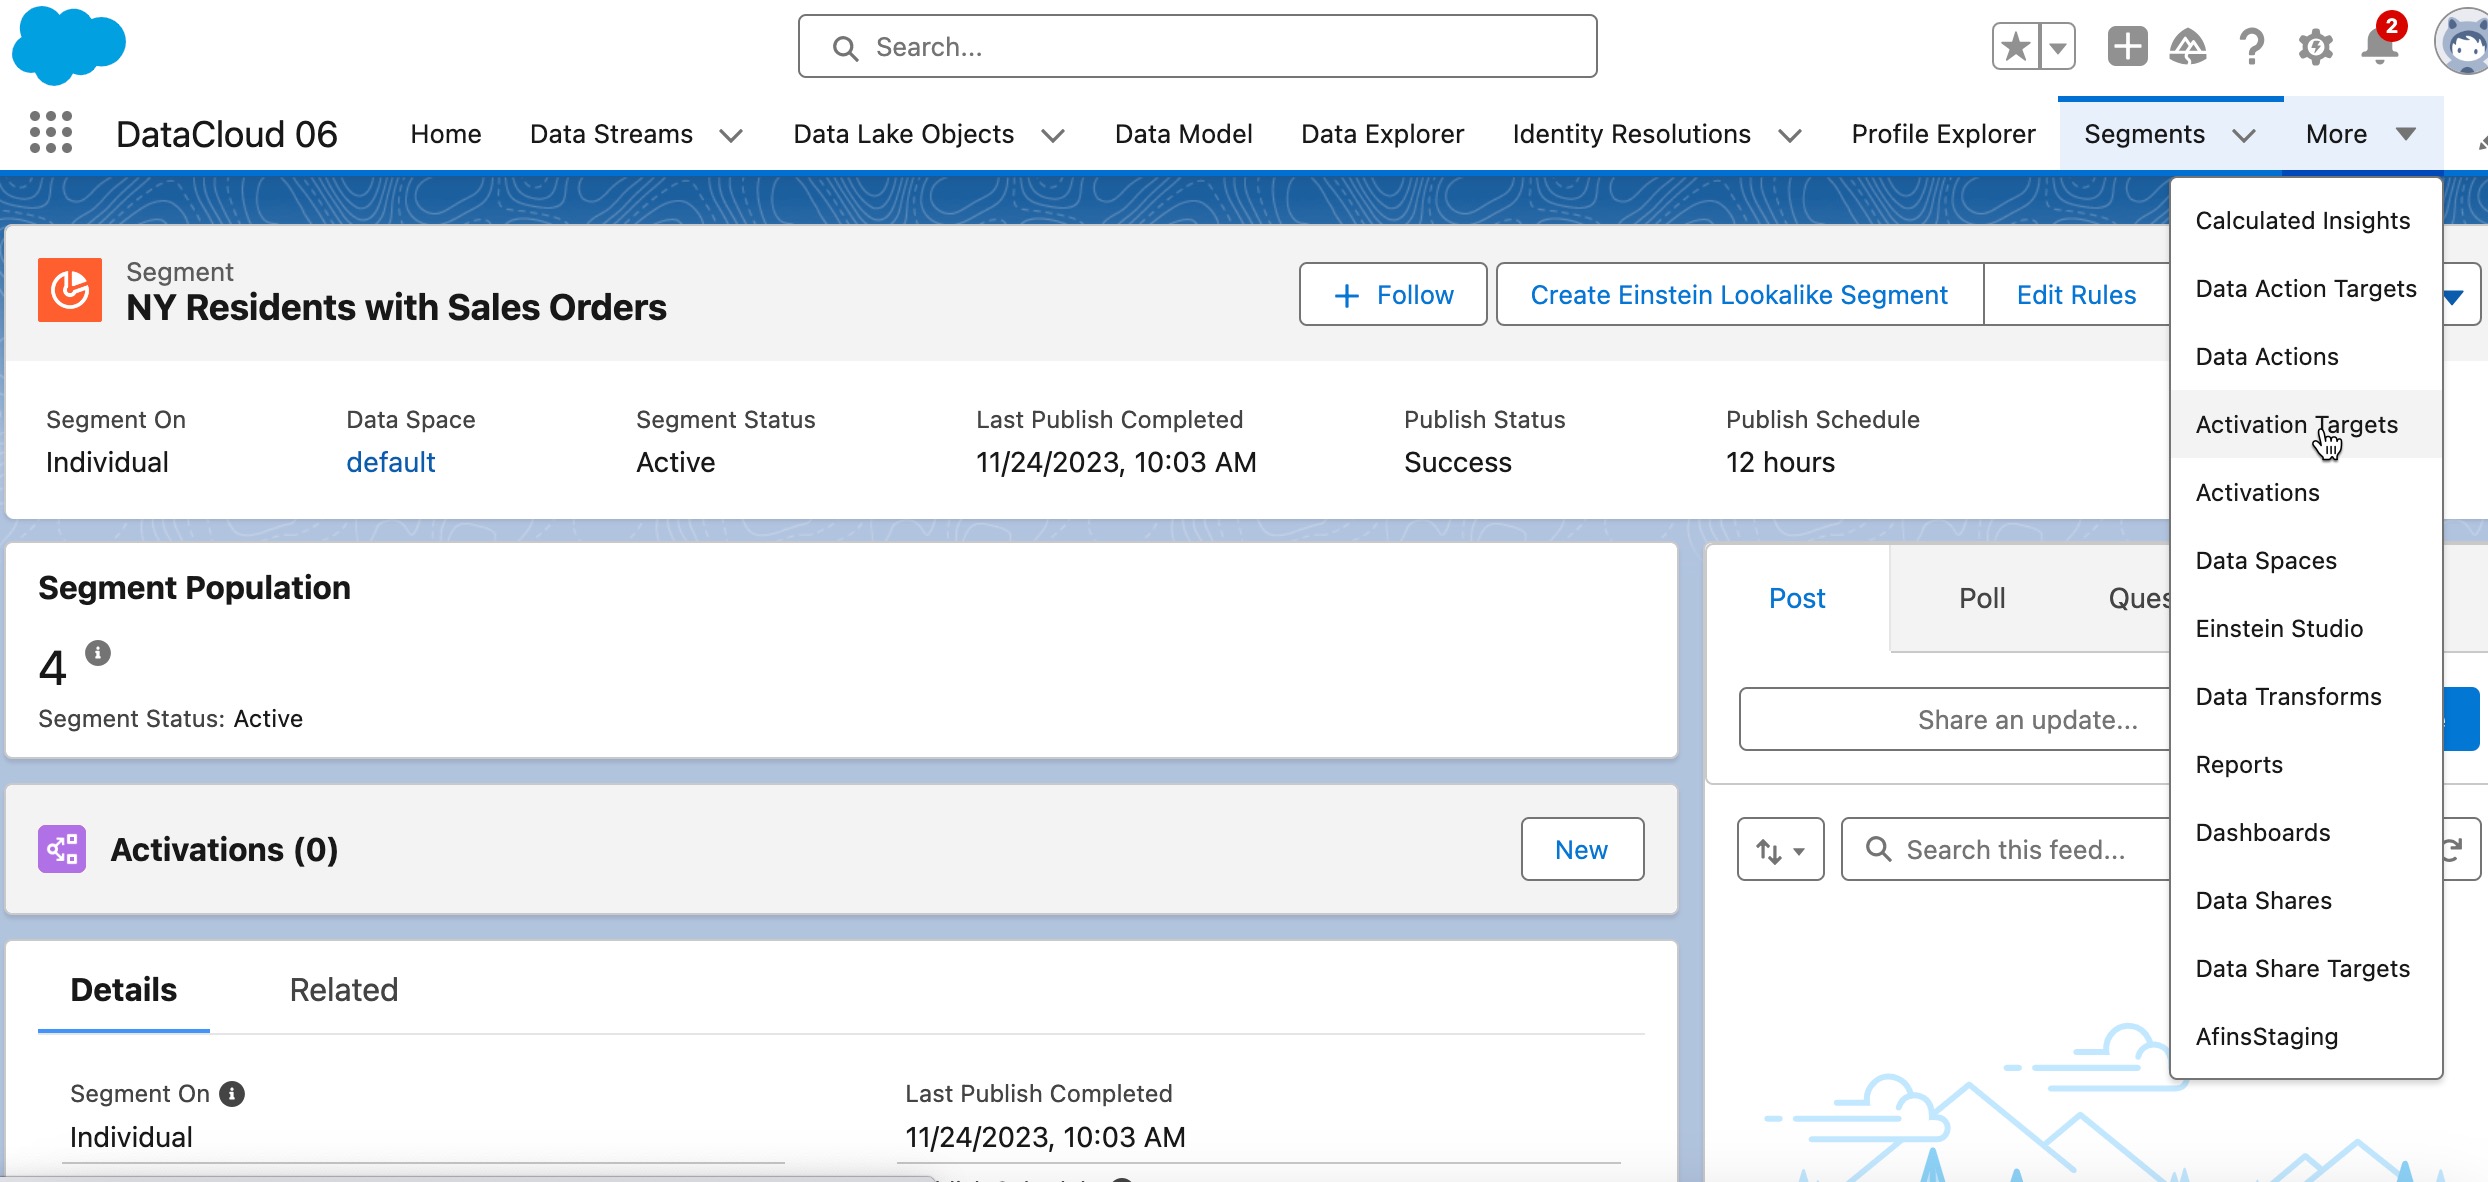 Search...
2
DataCloud 06
Home
Data Streams
Data Lake Objects
Data Model
Data Explorer
Identity Resolutions
Profile Explorer
Segments
More
Calculated Insights
Data Action Targets
Data Actions
Activation Targets
Activations
Data Spaces
Einstein Studio
Data Transforms
Reports
Dashboards
Data Shares
Data Share Targets
AfinsStaging
Segment
NY Residents with Sales Orders
Follow
Create Einstein Lookalike Segment
Edit Rules
Segment On
Individual
Data Space
default
Segment Status
Active
Last Publish Completed
11/24/2023, 10:03 AM
Publish Status
Success
Publish Schedule
12 hours
Segment Population
4
Segment Status: Active
Activations (0)
New
Details
Related
Segment On
Individual
Last Publish Completed
11/24/2023, 10:03 AM
Post
Poll
Ques
Share an update...
Search this feed...